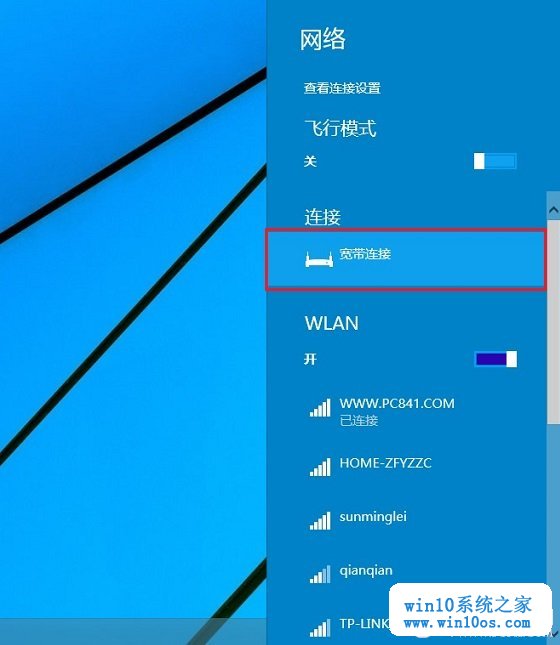 网络
查看连接设置
飞行模式
关
连接
宽带连接
WLAN
开
WWW.PC841.COM
已连接
HOME-ZFYZZC
sunminglei
qianqian
TP-LINK
win10系统之家
www.win10os.com